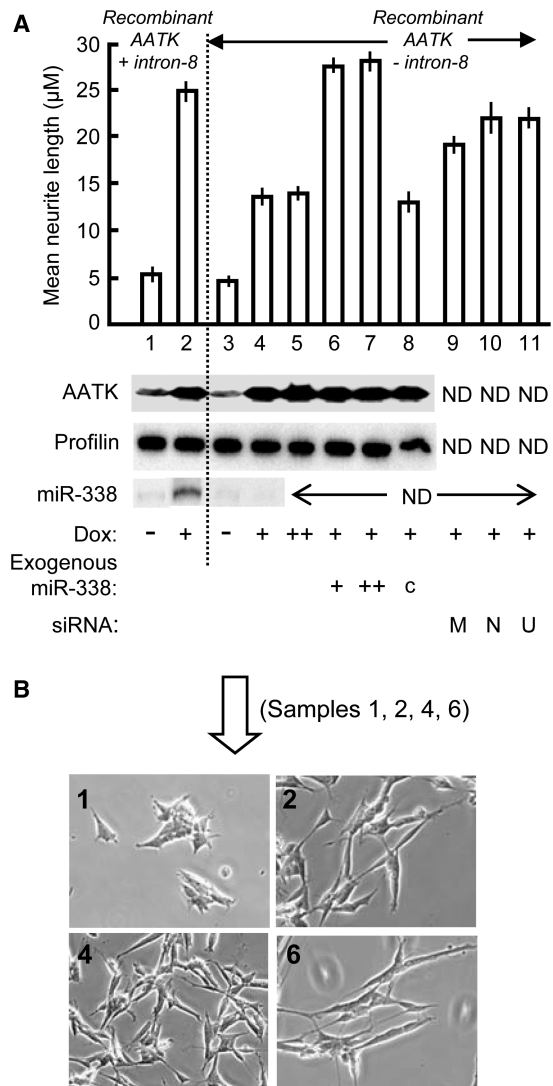 A
Recombinant
AATK
+ intron-8
Recombinant
AATK
- intron-8
Mean neurite length (µM)
30
25
20
15
10
5
0
1 2 3 4 5 6 7 8 9 10 11
AATK ND ND ND
Profilin ND ND ND
miR-338 ND
Dox: - + - + ++ + + + + + +
Exogenous
miR-338: + ++ c
siRNA: M N U
B
(Samples 1, 2, 4, 6)
1 2
4 6